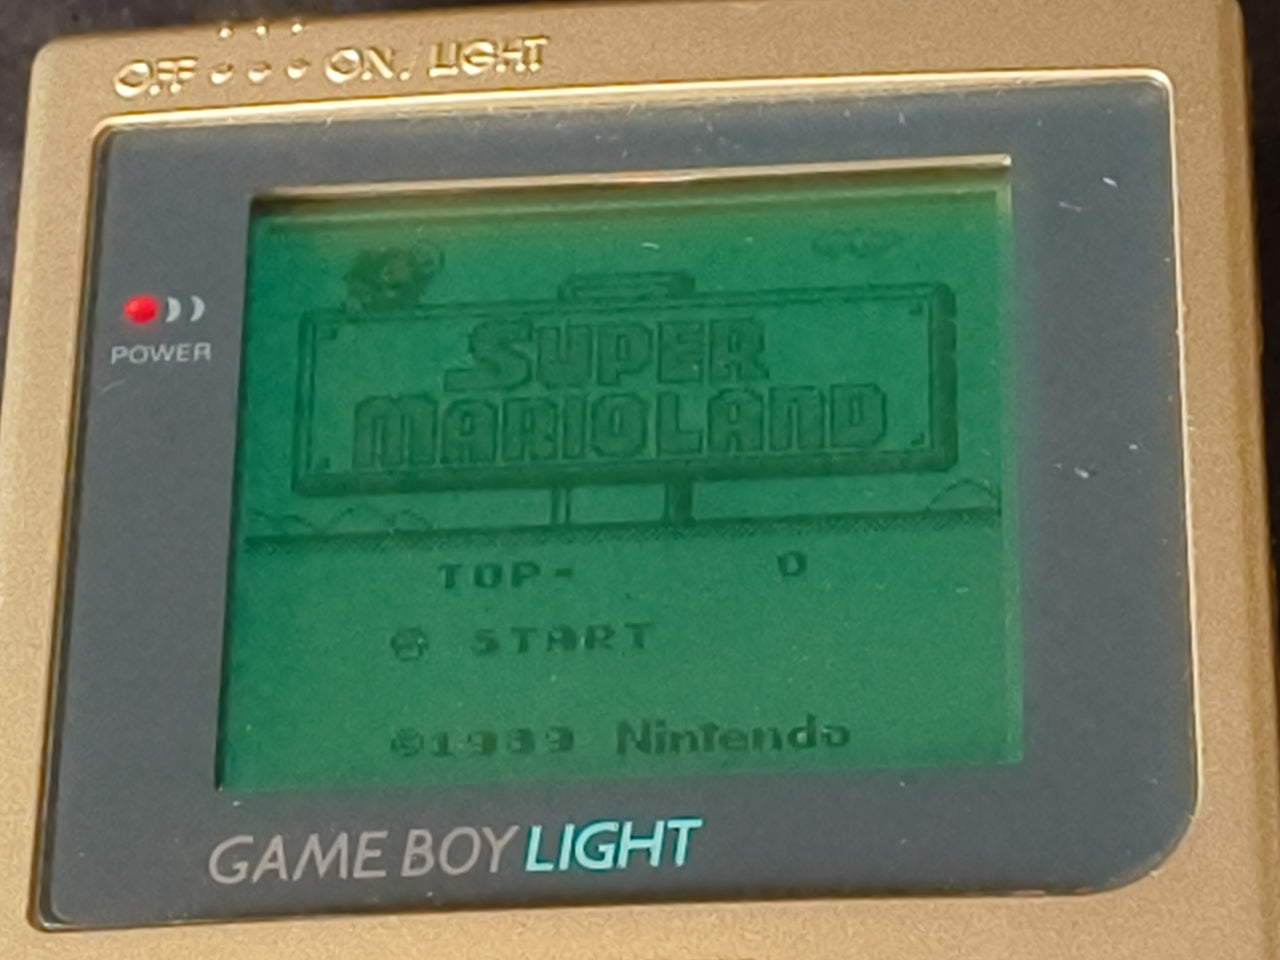 OFF ON/LIGHT
POWER
SUPER
MARIOLAND
TOP- 0
START
©1989 Nintendo
GAME BOY LIGHT